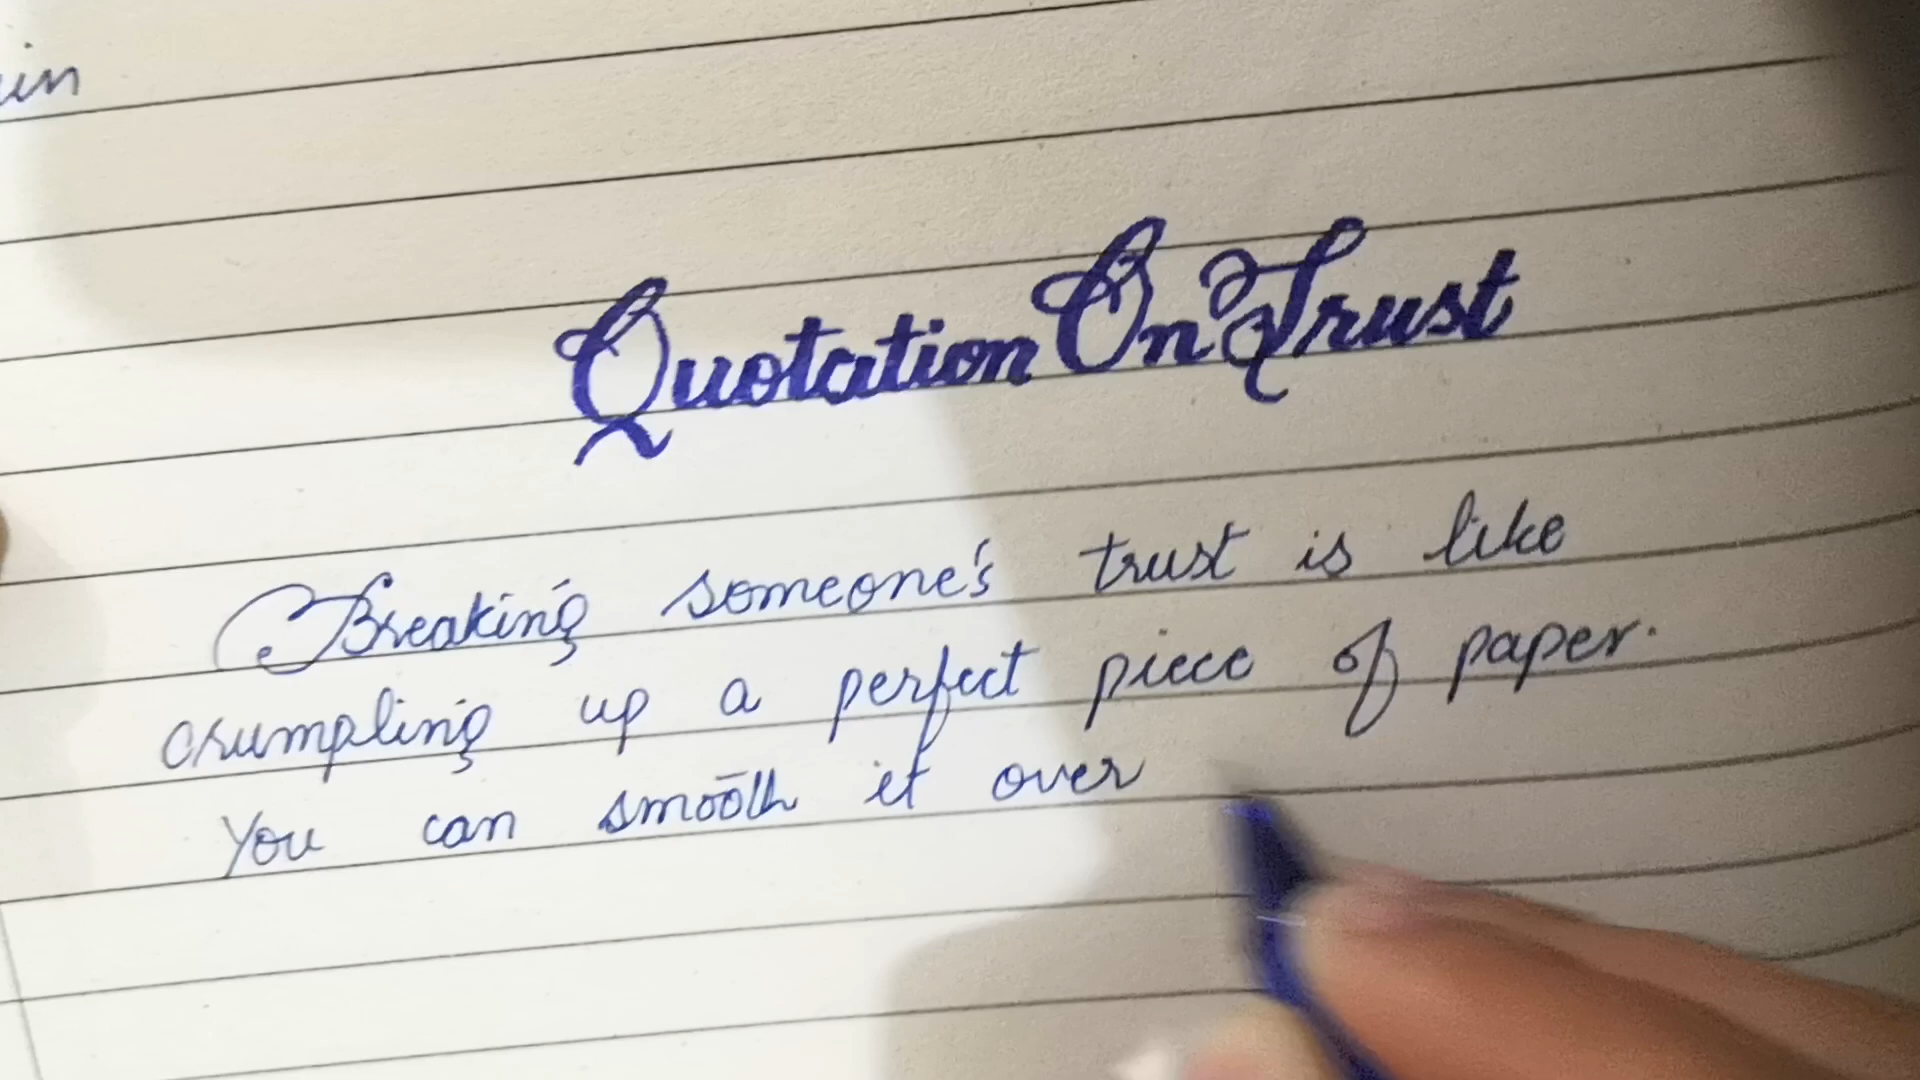 Quotation On Trust
Breaking someone's trust is like
crumpling up a perfect piece of paper.
You can smooth it over